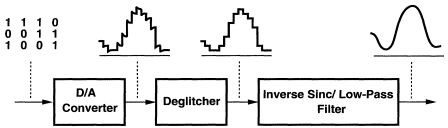 1 1 1 0
0 0 1 1
1 0 0 1
D/A
Converter
Deglitcher
Inverse Sinc/ Low-Pass
Filter